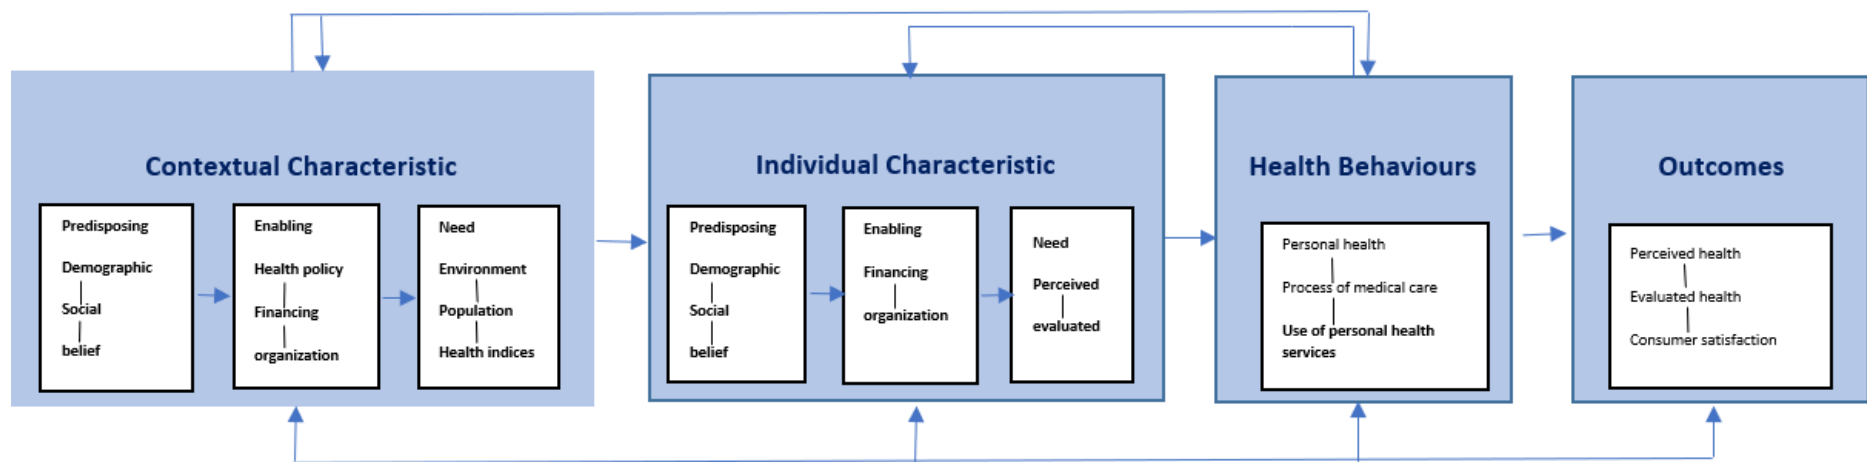 Contextual Characteristic
Predisposing
Demographic
Social
belief
Enabling
Health policy
Financing
organization
Need
Environment
Population
Health indices
Individual Characteristic
Predisposing
Demographic
Social
belief
Enabling
Financing
organization
Need
Perceived
evaluated
Health Behaviours
Personal health
Process of medical care
Use of personal health
services
Outcomes
Perceived health
Evaluated health
Consumer satisfaction